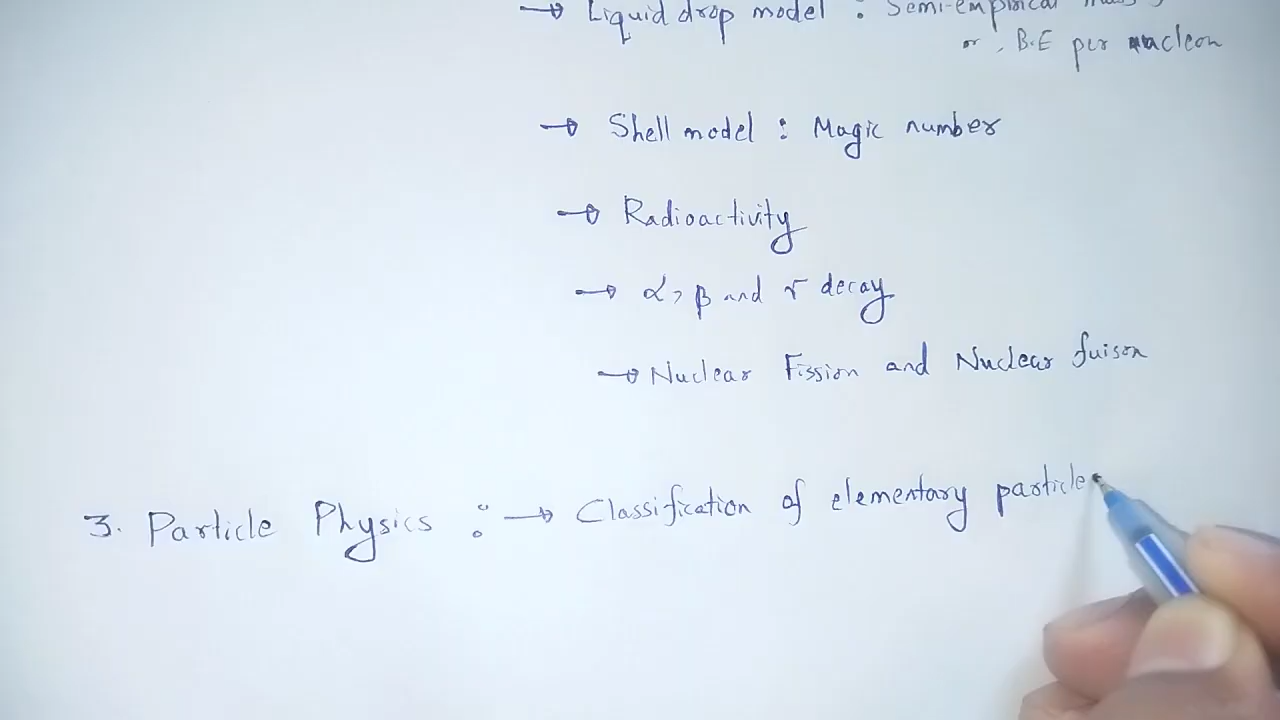 → Liquid drop model : Semi-empirical
or, B.E per nucleon
→ Shell model : Magic number
→ Radioactivity
→ α, β and γ decay
→ Nuclear Fission and Nuclear fuison
3. Particle Physics : → Classification of elementary particle